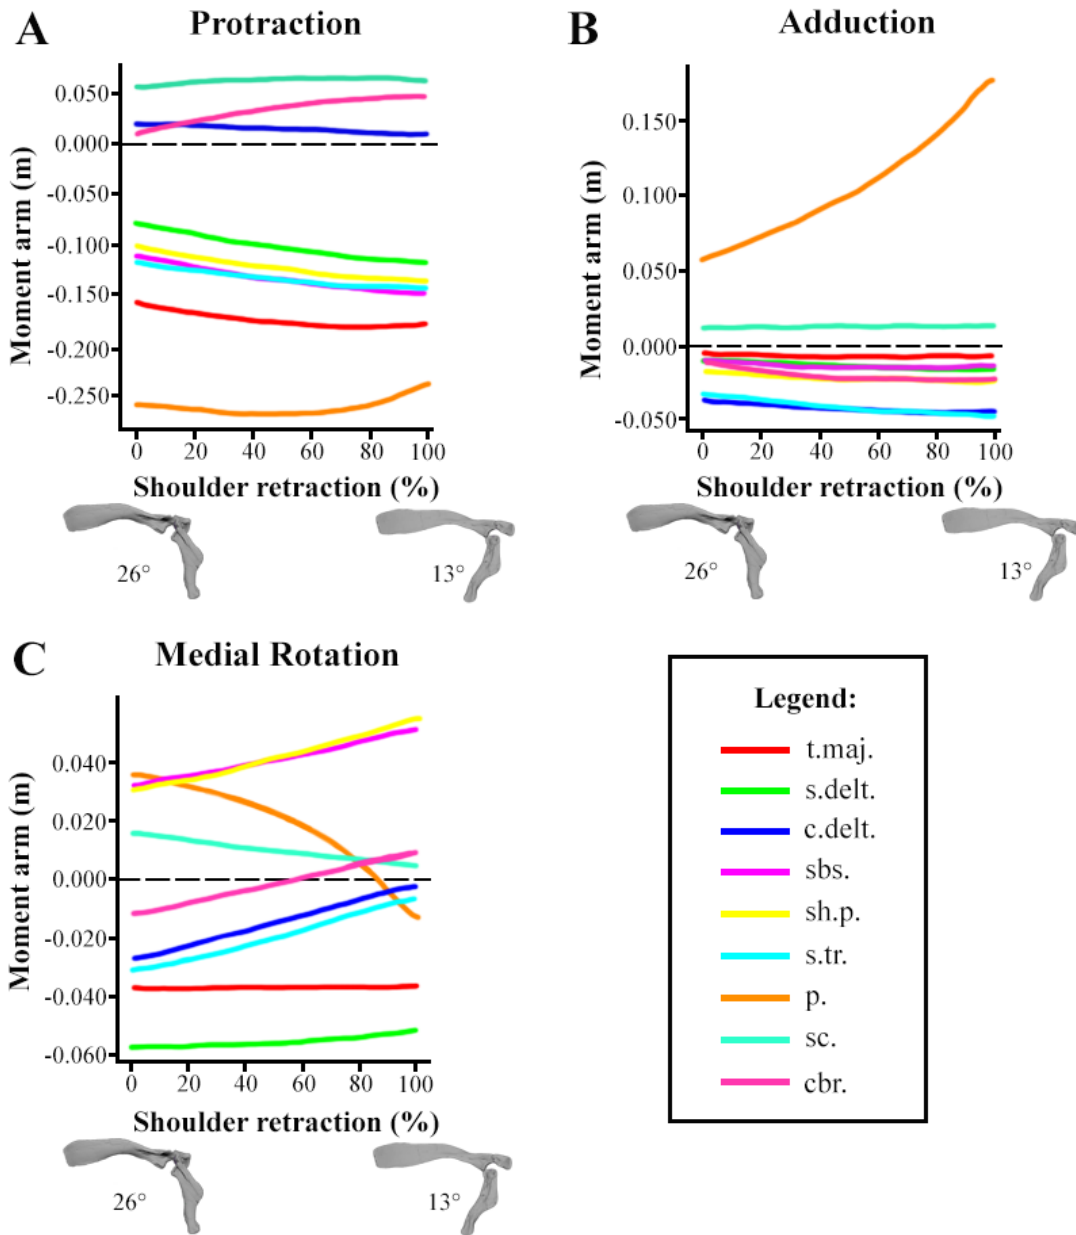 A
Protraction
Moment arm (m)
0.050
0.000
-0.050
-0.100
-0.150
-0.200
-0.250
0 20 40 60 80 100
Shoulder retraction (%)
26°
13°
B
Adduction
Moment arm (m)
0.150
0.100
0.050
0.000
-0.050
0 20 40 60 80 100
Shoulder retraction (%)
26°
13°
C
Medial Rotation
Moment arm (m)
0.040
0.020
0.000
-0.020
-0.040
-0.060
0 20 40 60 80 100
Shoulder retraction (%)
26°
13°
Legend:
t.maj.
s.delt.
c.delt.
sbs.
sh.p.
s.tr.
p.
sc.
cbr.